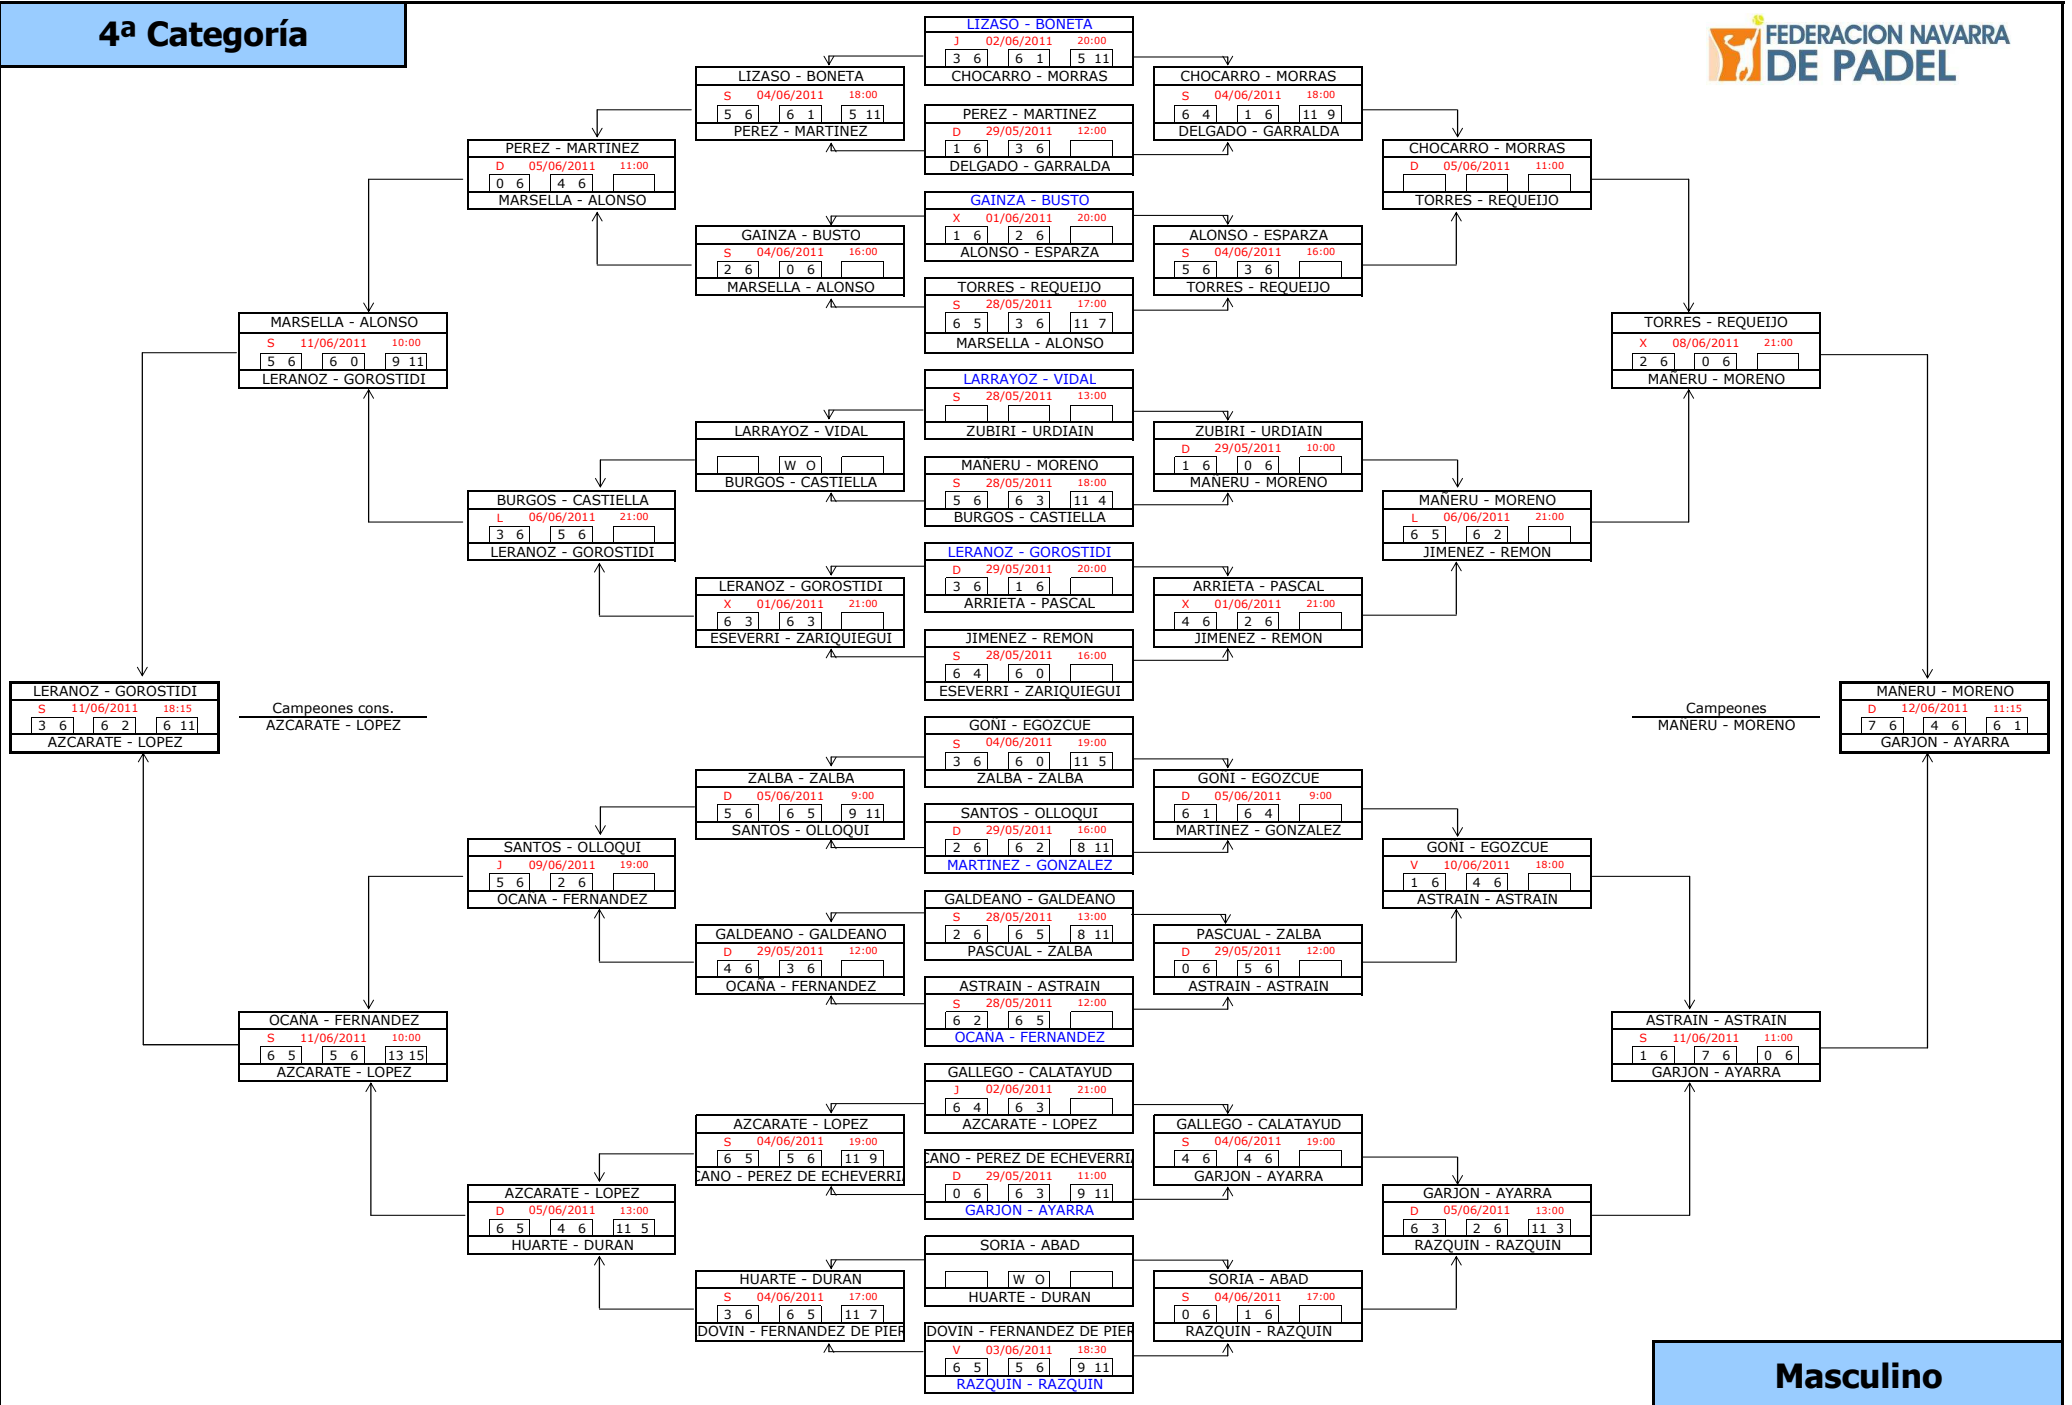 4ª Categoría
FEDERACION NAVARRA
DE PADEL
LERANOZ - GOROSTIDI
S 11/06/2011 18:15
3 6 6 2 6 11
AZCARATE - LOPEZ
Campeones cons.
AZCARATE - LOPEZ
MARSELLA - ALONSO
S 11/06/2011 10:00
5 6 6 0 9 11
LERANOZ - GOROSTIDI
OCAÑA - FERNANDEZ
S 11/06/2011 10:00
6 5 5 6 13 15
AZCARATE - LOPEZ
PEREZ - MARTINEZ
D 05/06/2011 11:00
0 6 4 6
MARSELLA - ALONSO
BURGOS - CASTIELLA
L 06/06/2011 21:00
3 6 5 6
LERANOZ - GOROSTIDI
SANTOS - OLLOQUI
J 09/06/2011 19:00
5 6 2 6
OCAÑA - FERNANDEZ
AZCARATE - LOPEZ
D 05/06/2011 13:00
6 5 4 6 11 5
HUARTE - DURAN
LIZASO - BONETA
S 04/06/2011 18:00
5 6 6 1 5 11
PEREZ - MARTINEZ
GAINZA - BUSTO
S 04/06/2011 16:00
2 6 0 6
MARSELLA - ALONSO
LARRAYOZ - VIDAL
W O
BURGOS - CASTIELLA
LERANOZ - GOROSTIDI
X 01/06/2011 21:00
6 3 6 3
ESEVERRI - ZARIQUIEGUI
ZALBA - ZALBA
D 05/06/2011 9:00
5 6 6 5 9 11
SANTOS - OLLOQUI
GALDEANO - GALDEANO
D 29/05/2011 12:00
4 6 3 6
OCAÑA - FERNANDEZ
AZCARATE - LOPEZ
S 04/06/2011 19:00
6 5 5 6 11 9
CANO - PEREZ DE ECHEVERRI
HUARTE - DURAN
S 04/06/2011 17:00
3 6 6 5 11 7
DOVIN - FERNANDEZ DE PIER
LIZASO - BONETA
J 02/06/2011 20:00
3 6 6 1 5 11
CHOCARRO - MORRAS
PEREZ - MARTINEZ
D 29/05/2011 12:00
1 6 3 6
DELGADO - GARRALDA
GAINZA - BUSTO
X 01/06/2011 20:00
1 6 2 6
ALONSO - ESPARZA
TORRES - REQUEIJO
S 28/05/2011 17:00
6 5 3 6 11 7
MARSELLA - ALONSO
LARRAYOZ - VIDAL
S 28/05/2011 13:00
ZUBIRI - URDIAIN
MAÑERU - MORENO
S 28/05/2011 18:00
5 6 6 3 11 4
BURGOS - CASTIELLA
LERANOZ - GOROSTIDI
D 29/05/2011 20:00
3 6 1 6
ARRIETA - PASCAL
JIMENEZ - REMON
S 28/05/2011 16:00
6 4 6 0
ESEVERRI - ZARIQUIEGUI
GOÑI - EGOZCUE
S 04/06/2011 19:00
3 6 6 0 11 5
ZALBA - ZALBA
SANTOS - OLLOQUI
D 29/05/2011 16:00
2 6 6 2 8 11
MARTINEZ - GONZALEZ
GALDEANO - GALDEANO
S 28/05/2011 13:00
2 6 6 5 8 11
PASCUAL - ZALBA
ASTRAIN - ASTRAIN
S 28/05/2011 12:00
6 2 6 5
OCAÑA - FERNANDEZ
GALLEGO - CALATAYUD
J 02/06/2011 21:00
6 4 6 3
AZCARATE - LOPEZ
CANO - PEREZ DE ECHEVERRI
D 29/05/2011 11:00
0 6 6 3 9 11
GARJON - AYARRA
SORIA - ABAD
W O
HUARTE - DURAN
DOVIN - FERNANDEZ DE PIER
V 03/06/2011 18:30
6 5 5 6 9 11
RAZQUIN - RAZQUIN
CHOCARRO - MORRAS
S 04/06/2011 18:00
6 4 1 6 11 9
DELGADO - GARRALDA
ALONSO - ESPARZA
S 04/06/2011 16:00
5 6 3 6
TORRES - REQUEIJO
ZUBIRI - URDIAIN
D 29/05/2011 10:00
1 6 0 6
MAÑERU - MORENO
ARRIETA - PASCAL
X 01/06/2011 21:00
4 6 2 6
JIMENEZ - REMON
GOÑI - EGOZCUE
D 05/06/2011 9:00
6 1 6 4
MARTINEZ - GONZALEZ
PASCUAL - ZALBA
D 29/05/2011 12:00
0 6 5 6
ASTRAIN - ASTRAIN
GALLEGO - CALATAYUD
S 04/06/2011 19:00
4 6 4 6
GARJON - AYARRA
SORIA - ABAD
S 04/06/2011 17:00
0 6 1 6
RAZQUIN - RAZQUIN
CHOCARRO - MORRAS
D 05/06/2011 11:00
TORRES - REQUEIJO
MAÑERU - MORENO
L 06/06/2011 21:00
6 5 6 2
JIMENEZ - REMON
GOÑI - EGOZCUE
V 10/06/2011 18:00
1 6 4 6
ASTRAIN - ASTRAIN
GARJON - AYARRA
D 05/06/2011 13:00
6 3 2 6 11 3
RAZQUIN - RAZQUIN
TORRES - REQUEIJO
X 08/06/2011 21:00
2 6 0 6
MAÑERU - MORENO
ASTRAIN - ASTRAIN
S 11/06/2011 11:00
1 6 7 6 0 6
GARJON - AYARRA
Campeones
MAÑERU - MORENO
MAÑERU - MORENO
D 12/06/2011 11:15
7 6 4 6 6 1
GARJON - AYARRA
Masculino